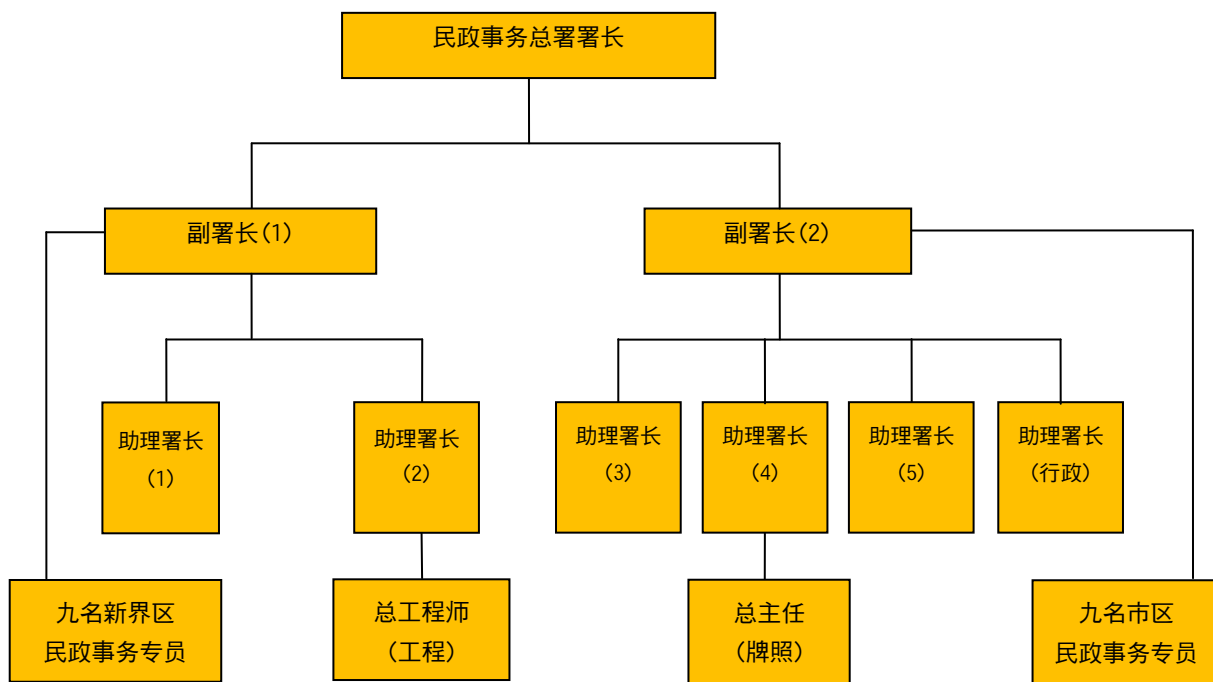 民政事务总署署长
副署长(1)
副署长(2)
助理署长
(1)
助理署长
(2)
助理署长
(3)
助理署长
(4)
助理署长
(5)
助理署长
(行政)
九名新界区
民政事务专员
总工程师
(工程)
总主任
(牌照)
九名市区
民政事务专员